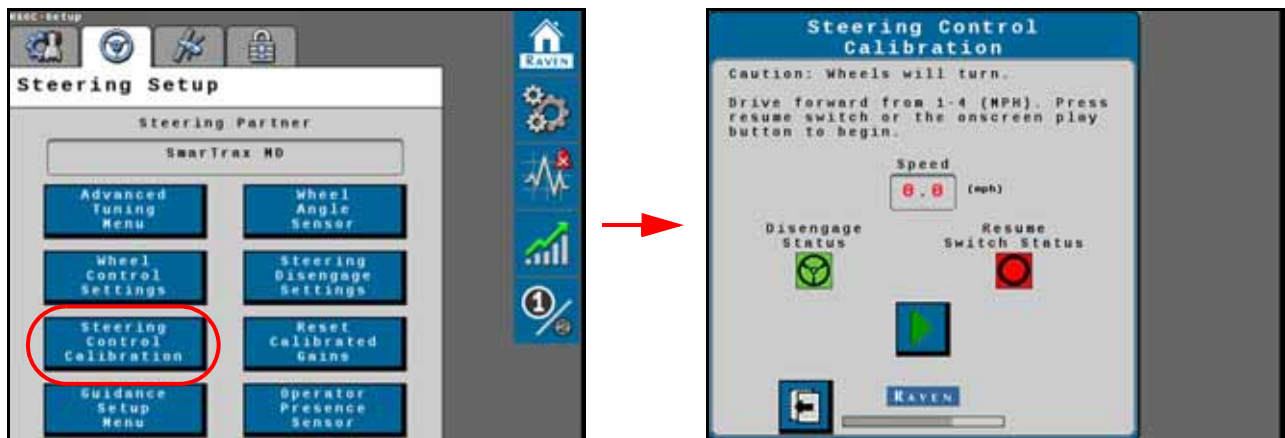 RSEC-Setup
Steering Setup
Steering Partner
SmarTrax MD
Advanced
Tuning
Menu
Wheel
Angle
Sensor
Wheel
Control
Settings
Steering
Disengage
Settings
Steering
Control
Calibration
Reset
Calibrated
Gains
Guidance
Setup
Menu
Operator
Presence
Sensor
RAVEN
1
2
Steering Control
Calibration
Caution: Wheels will turn.
Drive forward from 1-4 (MPH). Press
resume switch or the onscreen play
button to begin.
Speed
0.0 (mph)
Disengage
Status
Resume
Switch Status
RAVEN